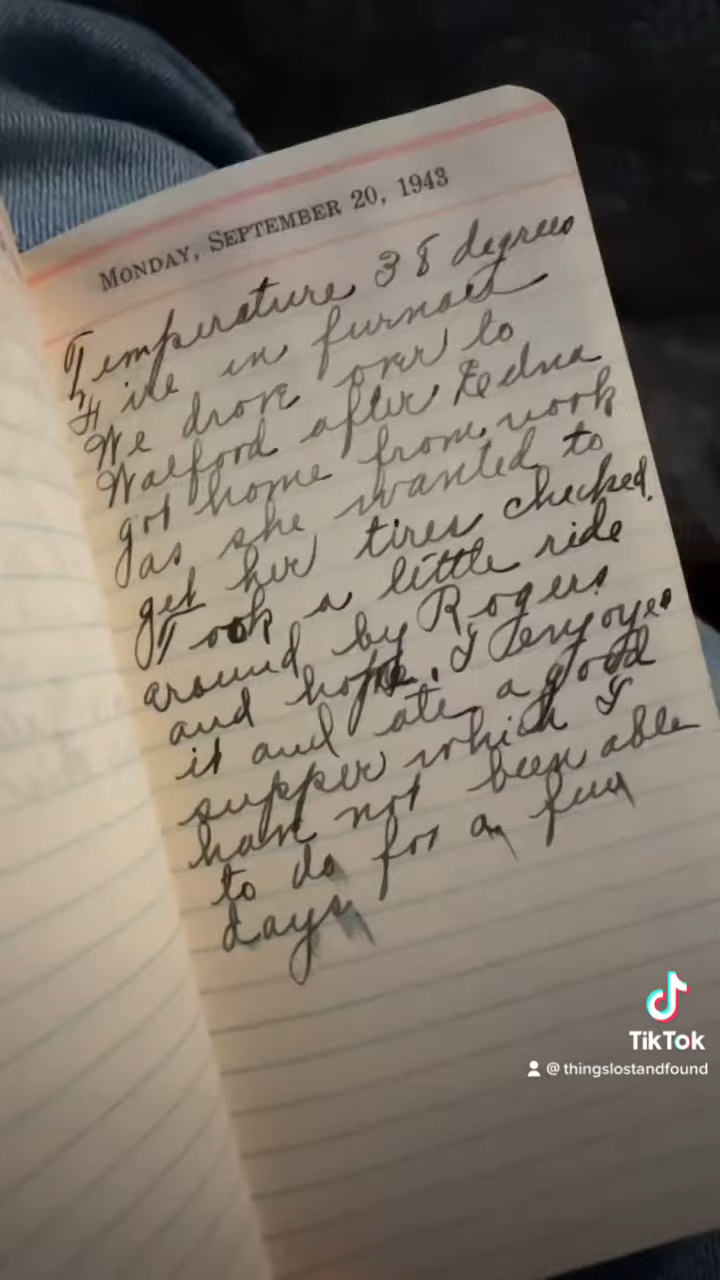 MONDAY, SEPTEMBER 20, 1943
Temperature 38 degrees
Fire in furnace
We drove over to
Walford after Edna
got home from work
as she wanted to
get her tires checked.
Took a little ride
around by Rogers
and home. I enjoyed
it and ate a good
supper which I
have not been able
to do for a few
days
TikTok
@thingslostandfound